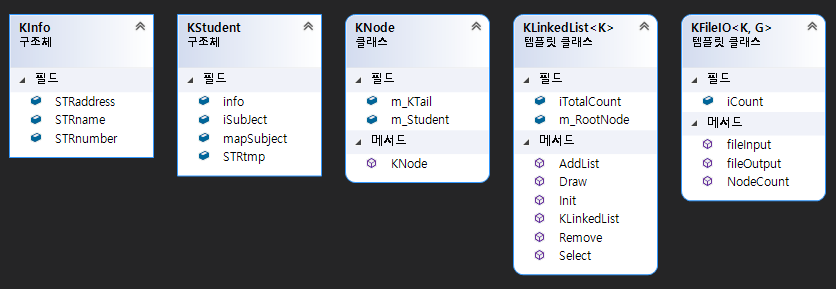 KInfo
구조체
필드
STRaddress
STRname
STRnumber
KStudent
구조체
필드
info
iSubJect
mapSubject
STRtmp
KNode
클래스
필드
m_KTail
m_Student
메서드
KNode
KLinkedList<K>
템플릿 클래스
필드
iTotalCount
m_RootNode
메서드
AddList
Draw
Init
KLinkedList
Remove
Select
KFileIO<K, G>
템플릿 클래스
필드
iCount
메서드
fileInput
fileOutput
NodeCount